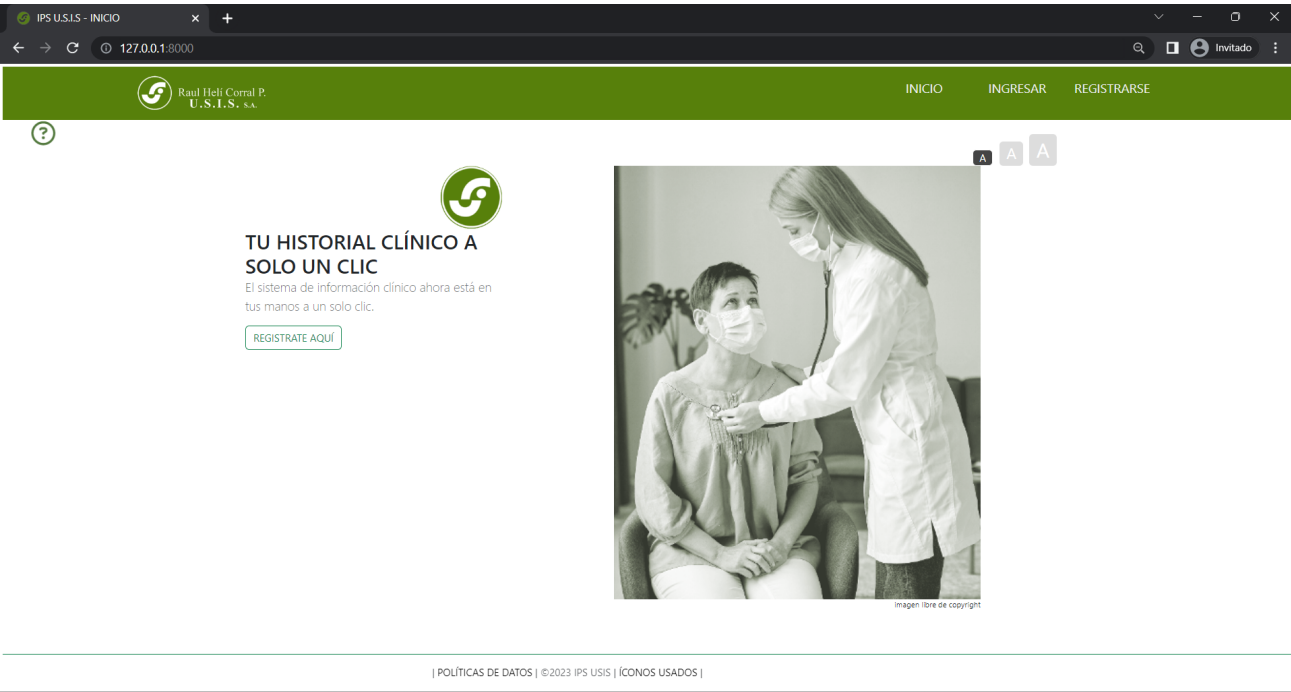 IPS U.S.I.S - INICIO
127.0.0.1:8000
Invitado
Raul Helí Corral P.
U.S.I.S. S.A.
INICIO INGRESAR REGISTRARSE
?
A A A
TU HISTORIAL CLÍNICO A
SOLO UN CLIC
El sistema de información clínico ahora está en
tus manos a un solo clic.
REGISTRATE AQUÍ
Imagen libre de copyright
| POLÍTICAS DE DATOS | ©2023 IPS USIS | ÍCONOS USADOS |